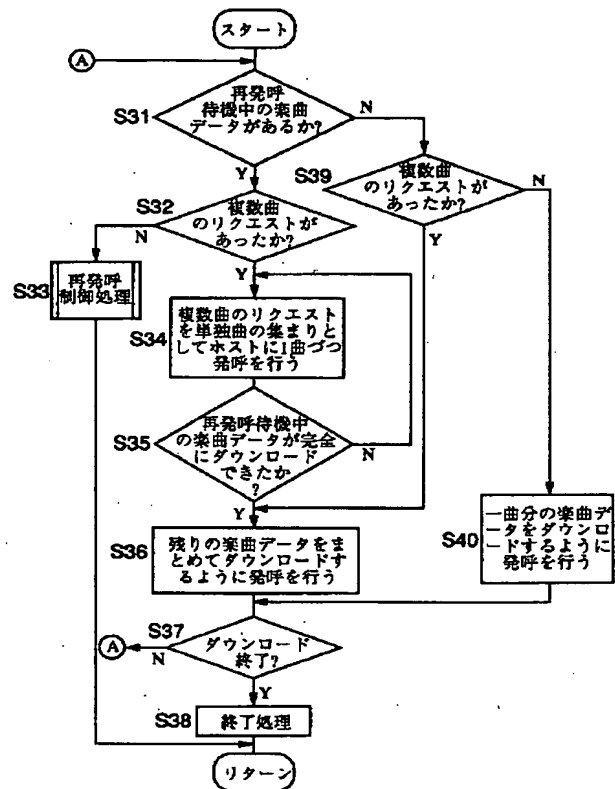 スタート
A
再発呼
待機中の楽曲
データがあるか?
S31
N
Y
S39
複数曲
のリクエストが
あったか?
N
Y
S32
複数曲
のリクエストが
あったか?
N
Y
S33
再発呼
制御処理
S34
複数曲のリクエスト
を単独曲の集まりと
してホストに1曲づつ
発呼を行う
S35
再発呼待機中
の楽曲データが完全
にダウンロード
できたか
?
N
Y
S36
残りの楽曲データをま
とめてダウンロードす
るように発呼を行う
S40
一曲分の楽曲デ
ータをダウンロ
ードするように
発呼を行う
S37
ダウンロード
終了?
A
N
Y
S38
終了処理
リターン